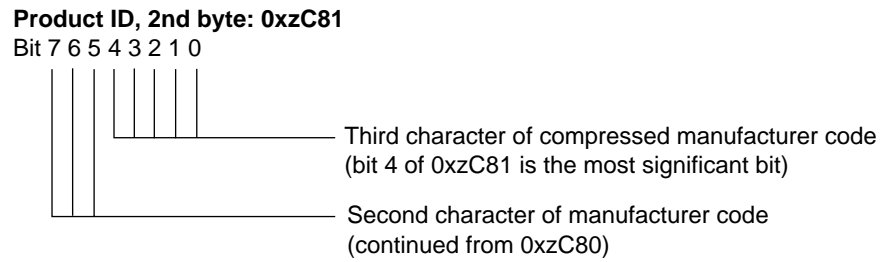 Product ID, 2nd byte: 0xzC81
Bit 7 6 5 4 3 2 1 0
Third character of compressed manufacturer code
(bit 4 of 0xzC81 is the most significant bit)
Second character of manufacturer code
(continued from 0xzC80)